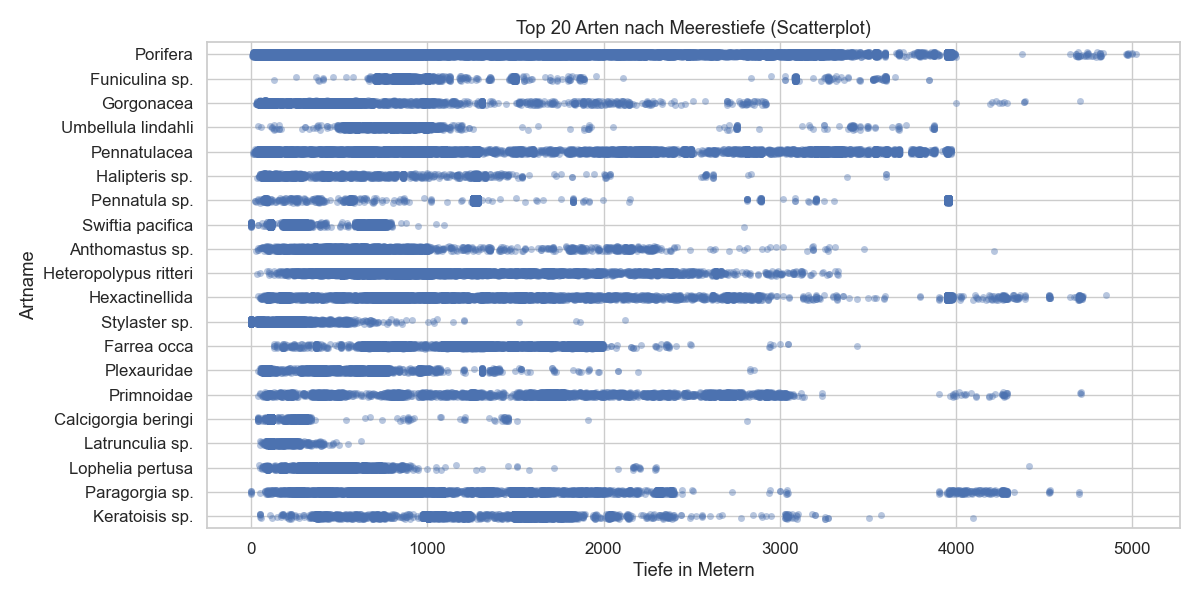 Top 20 Arten nach Meerestiefe (Scatterplot)
Artname
Porifera
Funiculina sp.
Gorgonacea
Umbellula lindahli
Pennatulacea
Halipteris sp.
Pennatula sp.
Swiftia pacifica
Anthomastus sp.
Heteropolypus ritteri
Hexactinellida
Stylaster sp.
Farrea occa
Plexauridae
Primnoidae
Calcigorgia beringi
Latrunculia sp.
Lophelia pertusa
Paragorgia sp.
Keratoisis sp.
0 1000 2000 3000 4000 5000
Tiefe in Metern